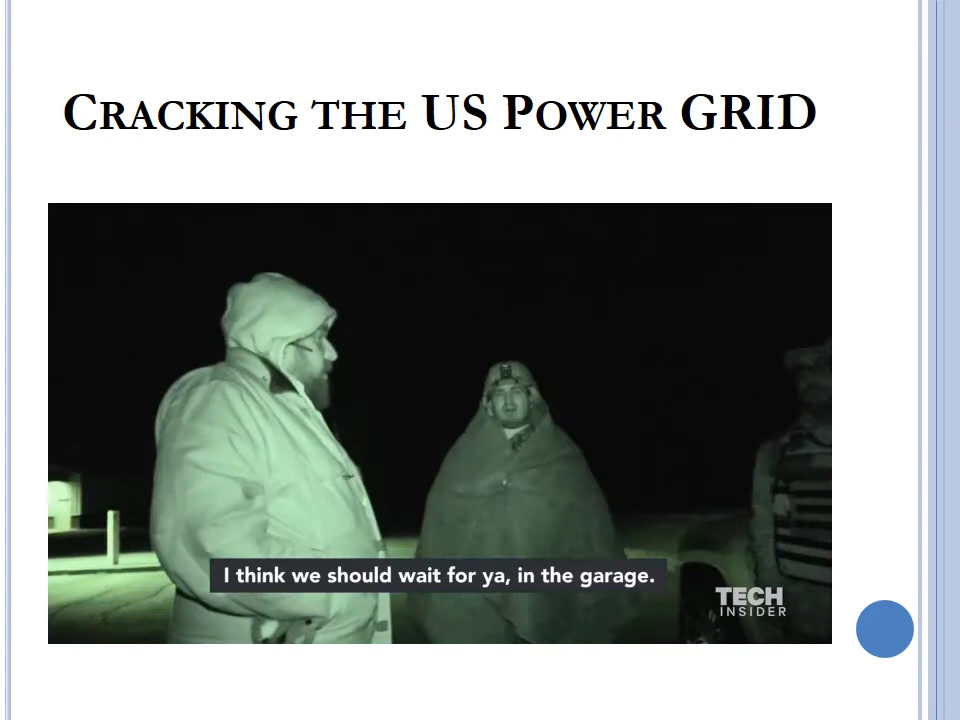 Cracking the US Power GRID
I think we should wait for ya, in the garage.
TECH
INSIDER